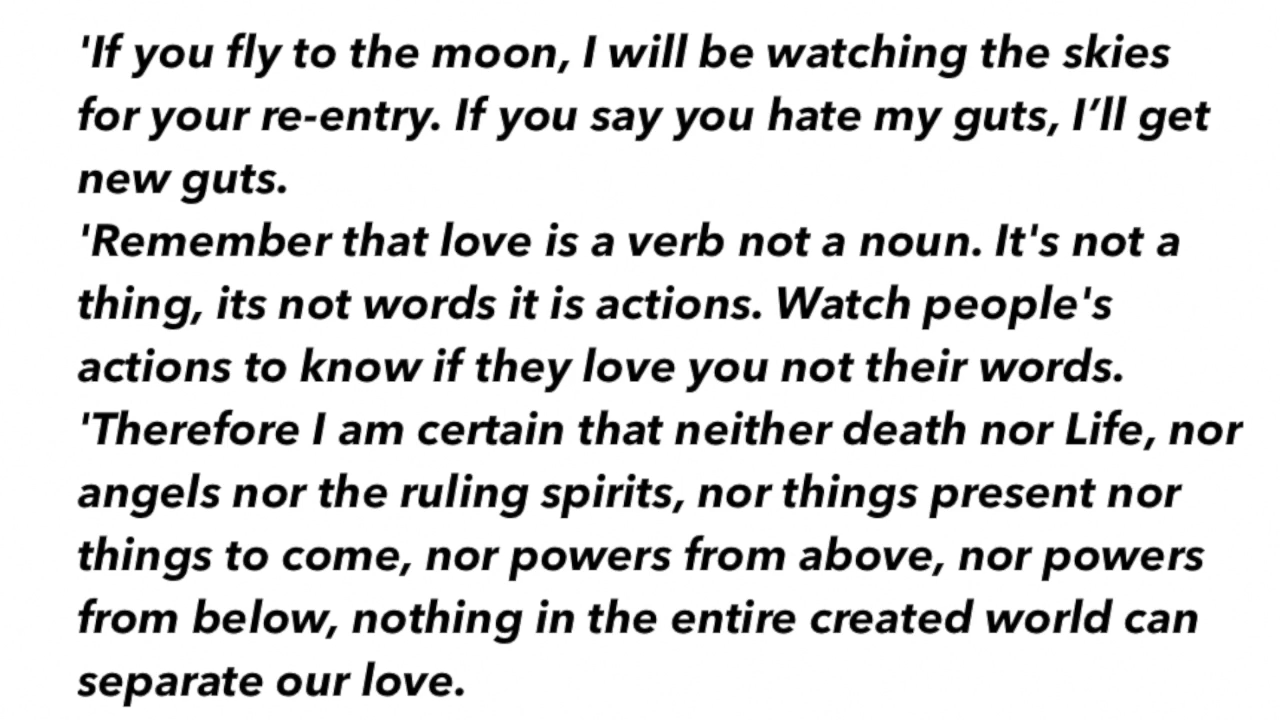 'If you fly to the moon, I will be watching the skies
for your re-entry. If you say you hate my guts, I’ll get
new guts.
'Remember that love is a verb not a noun. It's not a
thing, its not words it is actions. Watch people's
actions to know if they love you not their words.
'Therefore I am certain that neither death nor Life, nor
angels nor the ruling spirits, nor things present nor
things to come, nor powers from above, nor powers
from below, nothing in the entire created world can
separate our love.